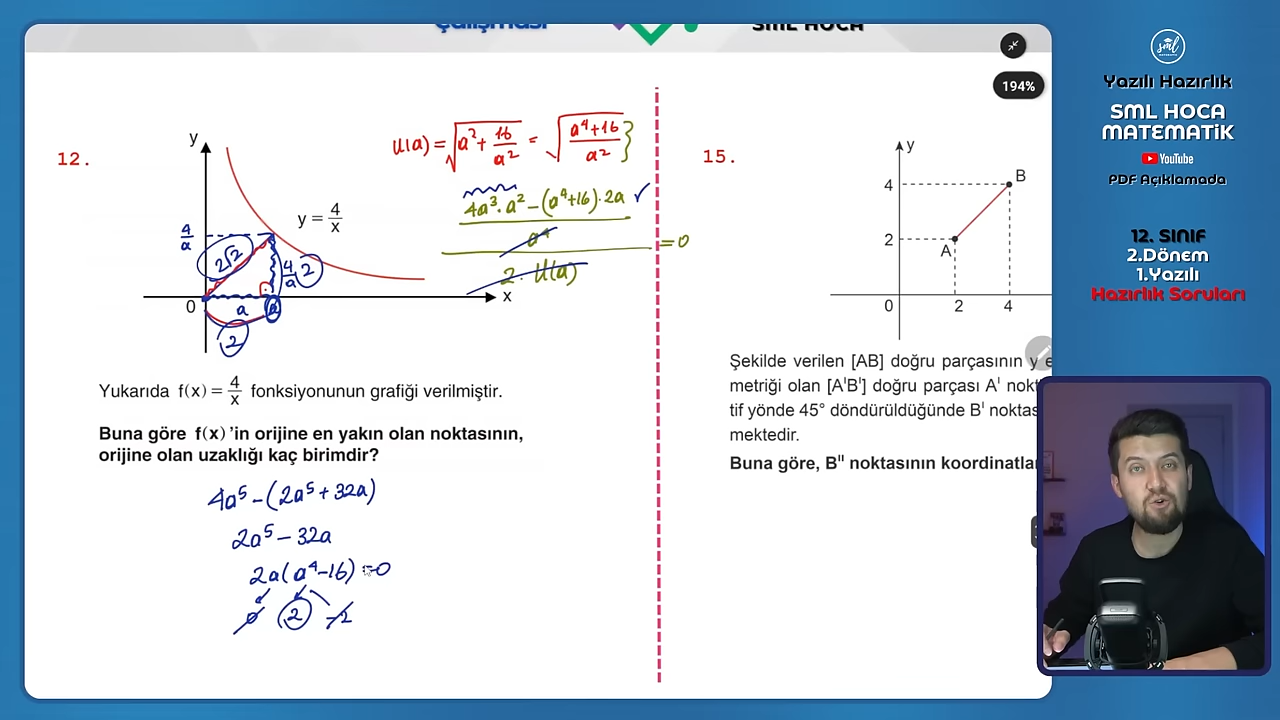 Çalışması
SML HOCA
194%
12.
y
4/a
y = 4/x
2√2
4/a
2
0
a
a
x
2
U(a) = √(a² + 16/a²) = √((a⁴+16)/a²)}
4a³·a² − (a⁴+16)·2a ✓
a⁴
= 0
2·U(a)
Yukarıda f(x) = 4/x fonksiyonunun grafiği verilmiştir.
Buna göre f(x) 'in orijine en yakın olan noktasının,
orijine olan uzaklığı kaç birimdir?
4a⁵ − (2a⁵ + 32a)
2a⁵ − 32a
2a(a⁴−16) = 0
0 2 -2
15.
y
4
B
2
A
0
2
4
Şekilde verilen [AB] doğru parçasının y e
metriği olan [AᴵBᴵ] doğru parçası Aᴵ nokt
tif yönde 45° döndürüldüğünde Bᴵ noktas
mektedir.
Buna göre, Bᴵᴵ noktasının koordinatla
sml
Yazılı Hazırlık
SML HOCA
MATEMATİK
YouTube
PDF Açıklamada
12. SINIF
2.Dönem
1.Yazılı
Hazırlık Soruları